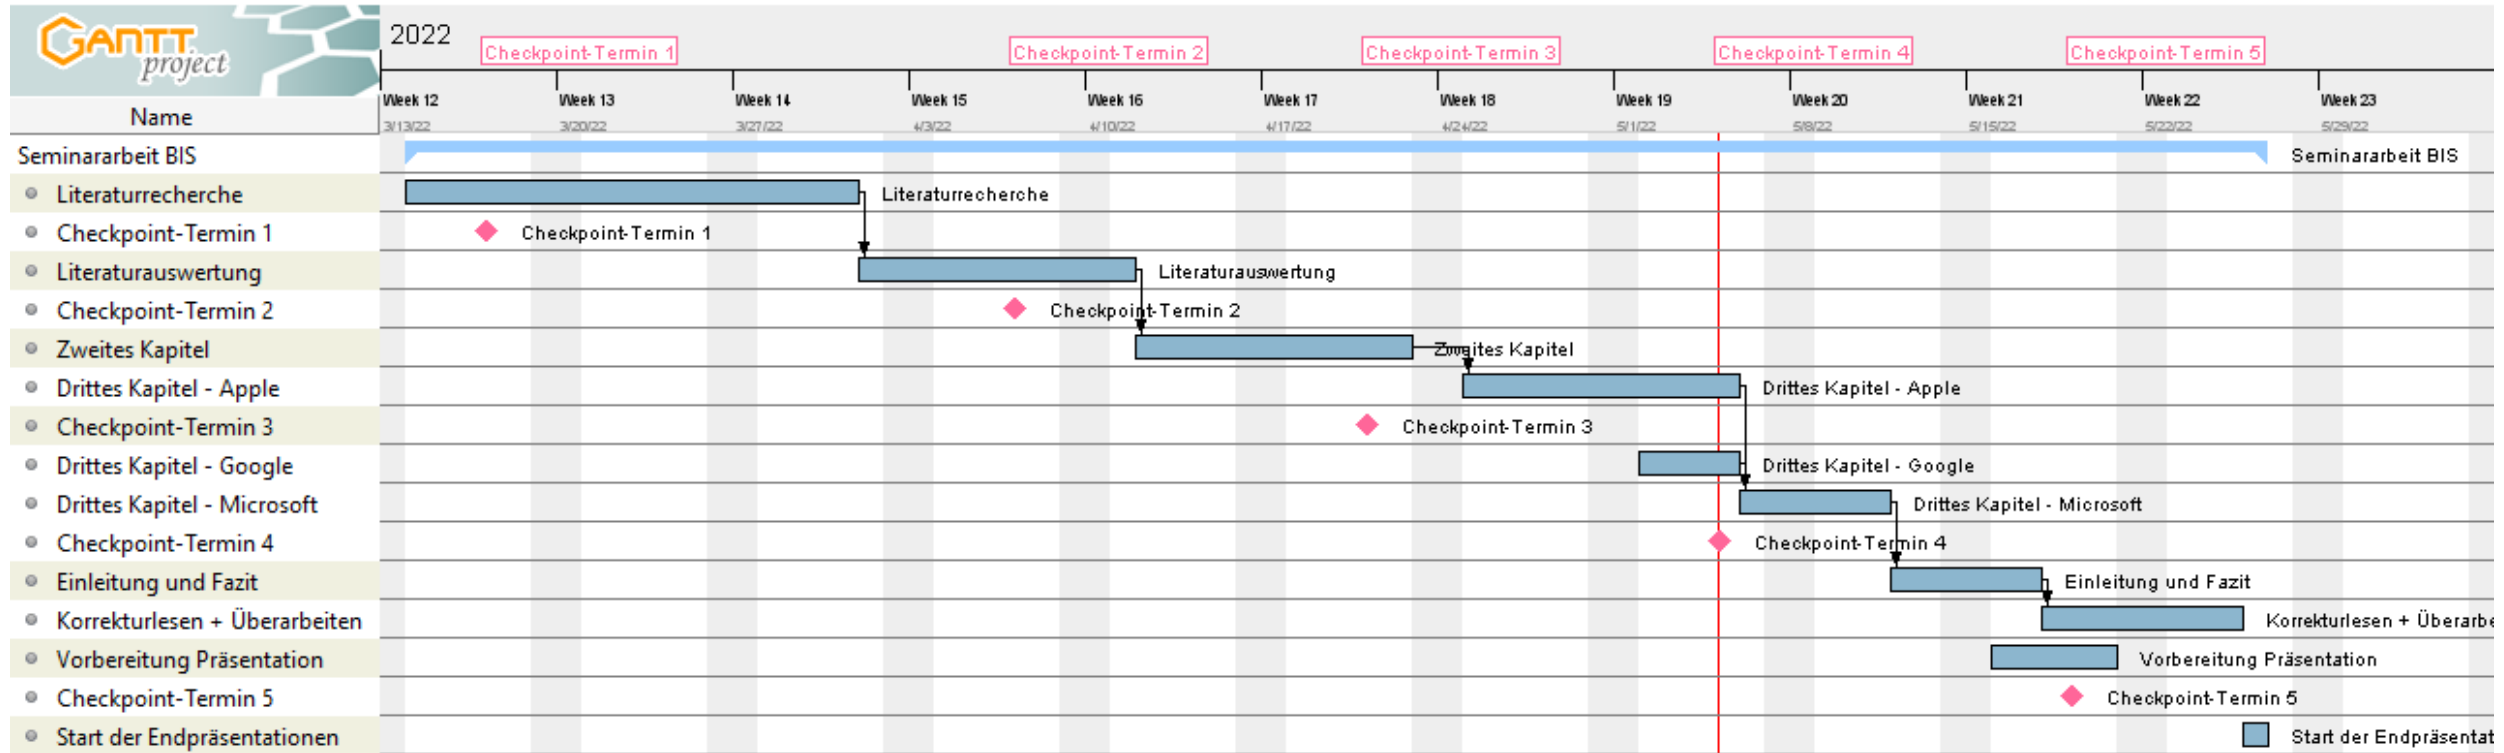 GANTT
project
2022
Checkpoint-Termin 1
Checkpoint-Termin 2
Checkpoint-Termin 3
Checkpoint-Termin 4
Checkpoint-Termin 5
Name
Week 12
Week 13
Week 14
Week 15
Week 16
Week 17
Week 18
Week 19
Week 20
Week 21
Week 22
Week 23
3/13/22
3/20/22
3/27/22
4/3/22
4/10/22
4/17/22
4/24/22
5/1/22
5/8/22
5/15/22
5/22/22
5/29/22
Seminararbeit BIS
Seminararbeit BIS
Literaturrecherche
Literaturrecherche
Checkpoint-Termin 1
Checkpoint-Termin 1
Literaturauswertung
Literaturauswertung
Checkpoint-Termin 2
Checkpoint-Termin 2
Zweites Kapitel
Zweites Kapitel
Drittes Kapitel - Apple
Drittes Kapitel - Apple
Checkpoint-Termin 3
Checkpoint-Termin 3
Drittes Kapitel - Google
Drittes Kapitel - Google
Drittes Kapitel - Microsoft
Drittes Kapitel - Microsoft
Checkpoint-Termin 4
Checkpoint-Termin 4
Einleitung und Fazit
Einleitung und Fazit
Korrekturlesen + Überarbeiten
Korrekturlesen + Überarbe
Vorbereitung Präsentation
Vorbereitung Präsentation
Checkpoint-Termin 5
Checkpoint-Termin 5
Start der Endpräsentationen
Start der Endpräsentat